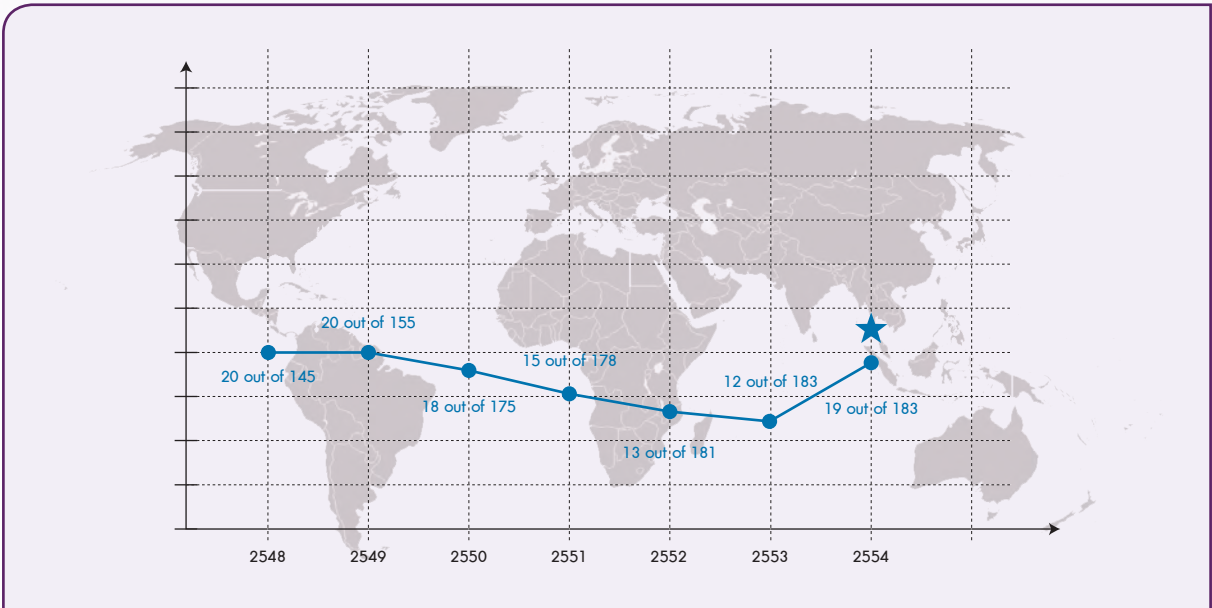 20 out of 155
15 out of 178
20 out of 145
12 out of 183
18 out of 175
19 out of 183
13 out of 181
2548
2549
2550
2551
2552
2553
2554